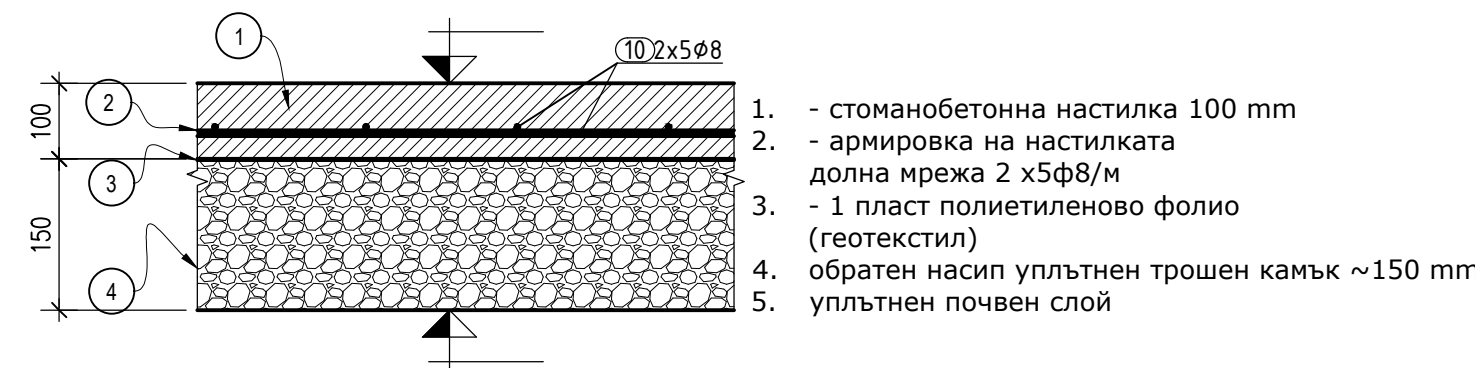 1
10 2x5ϕ8
2
100
3
150
4
1. - стоманобетонна настилка 100 mm
2. - армировка на настилката
долна мрежа 2 x5ф8/м
3. - 1 пласт полиетиленово фолио
(геотекстил)
4. обратен насип уплътнен трошен камък ~150 mm
5. уплътнен почвен слой